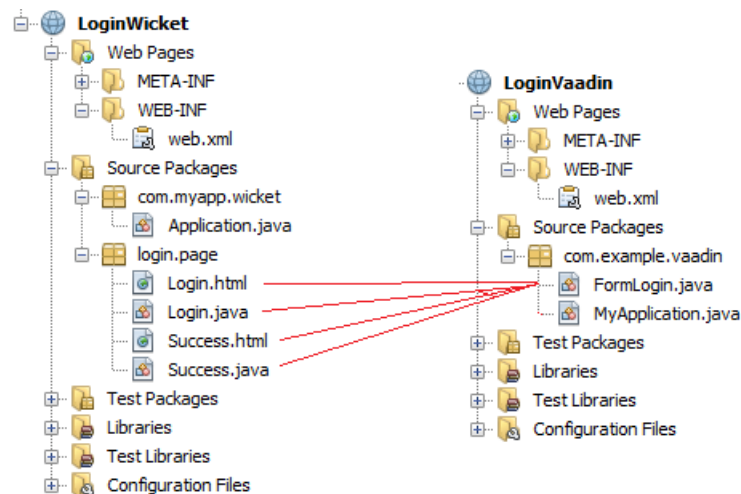 LoginWicket
Web Pages
META-INF
WEB-INF
web.xml
Source Packages
com.myapp.wicket
Application.java
login.page
Login.html
Login.java
Success.html
Success.java
Test Packages
Libraries
Test Libraries
Configuration Files
LoginVaadin
Web Pages
META-INF
WEB-INF
web.xml
Source Packages
com.example.vaadin
FormLogin.java
MyApplication.java
Test Packages
Libraries
Test Libraries
Configuration Files